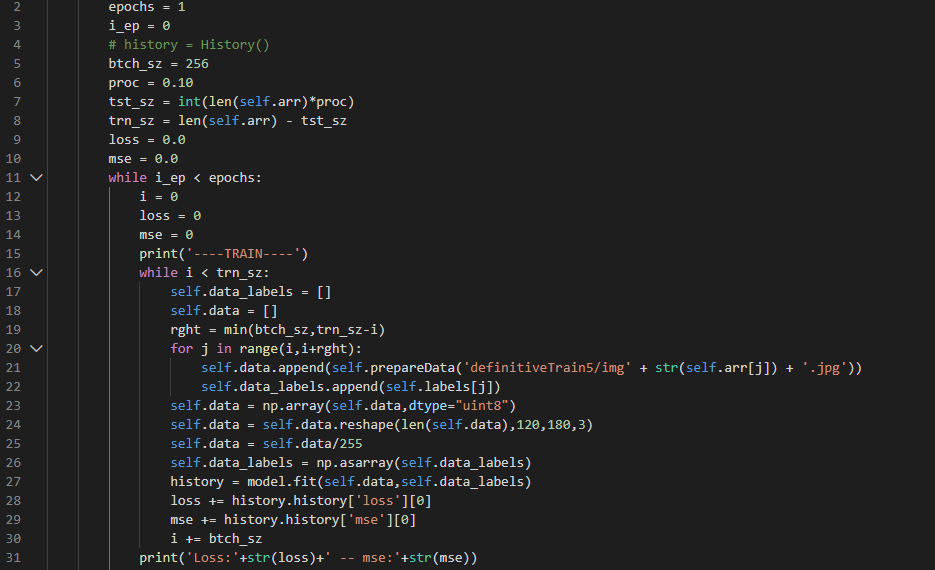 2 epochs = 1
3 i_ep = 0
4 # history = History()
5 btch_sz = 256
6 proc = 0.10
7 tst_sz = int(len(self.arr)*proc)
8 trn_sz = len(self.arr) - tst_sz
9 loss = 0.0
10 mse = 0.0
11 while i_ep < epochs:
12 i = 0
13 loss = 0
14 mse = 0
15 print('----TRAIN----')
16 while i < trn_sz:
17 self.data_labels = []
18 self.data = []
19 rght = min(btch_sz,trn_sz-i)
20 for j in range(i,i+rght):
21 self.data.append(self.prepareData('definitiveTrain5/img' + str(self.arr[j]) + '.jpg'))
22 self.data_labels.append(self.labels[j])
23 self.data = np.array(self.data,dtype="uint8")
24 self.data = self.data.reshape(len(self.data),120,180,3)
25 self.data = self.data/255
26 self.data_labels = np.asarray(self.data_labels)
27 history = model.fit(self.data,self.data_labels)
28 loss += history.history['loss'][0]
29 mse += history.history['mse'][0]
30 i += btch_sz
31 print('Loss:'+str(loss)+' -- mse:'+str(mse))